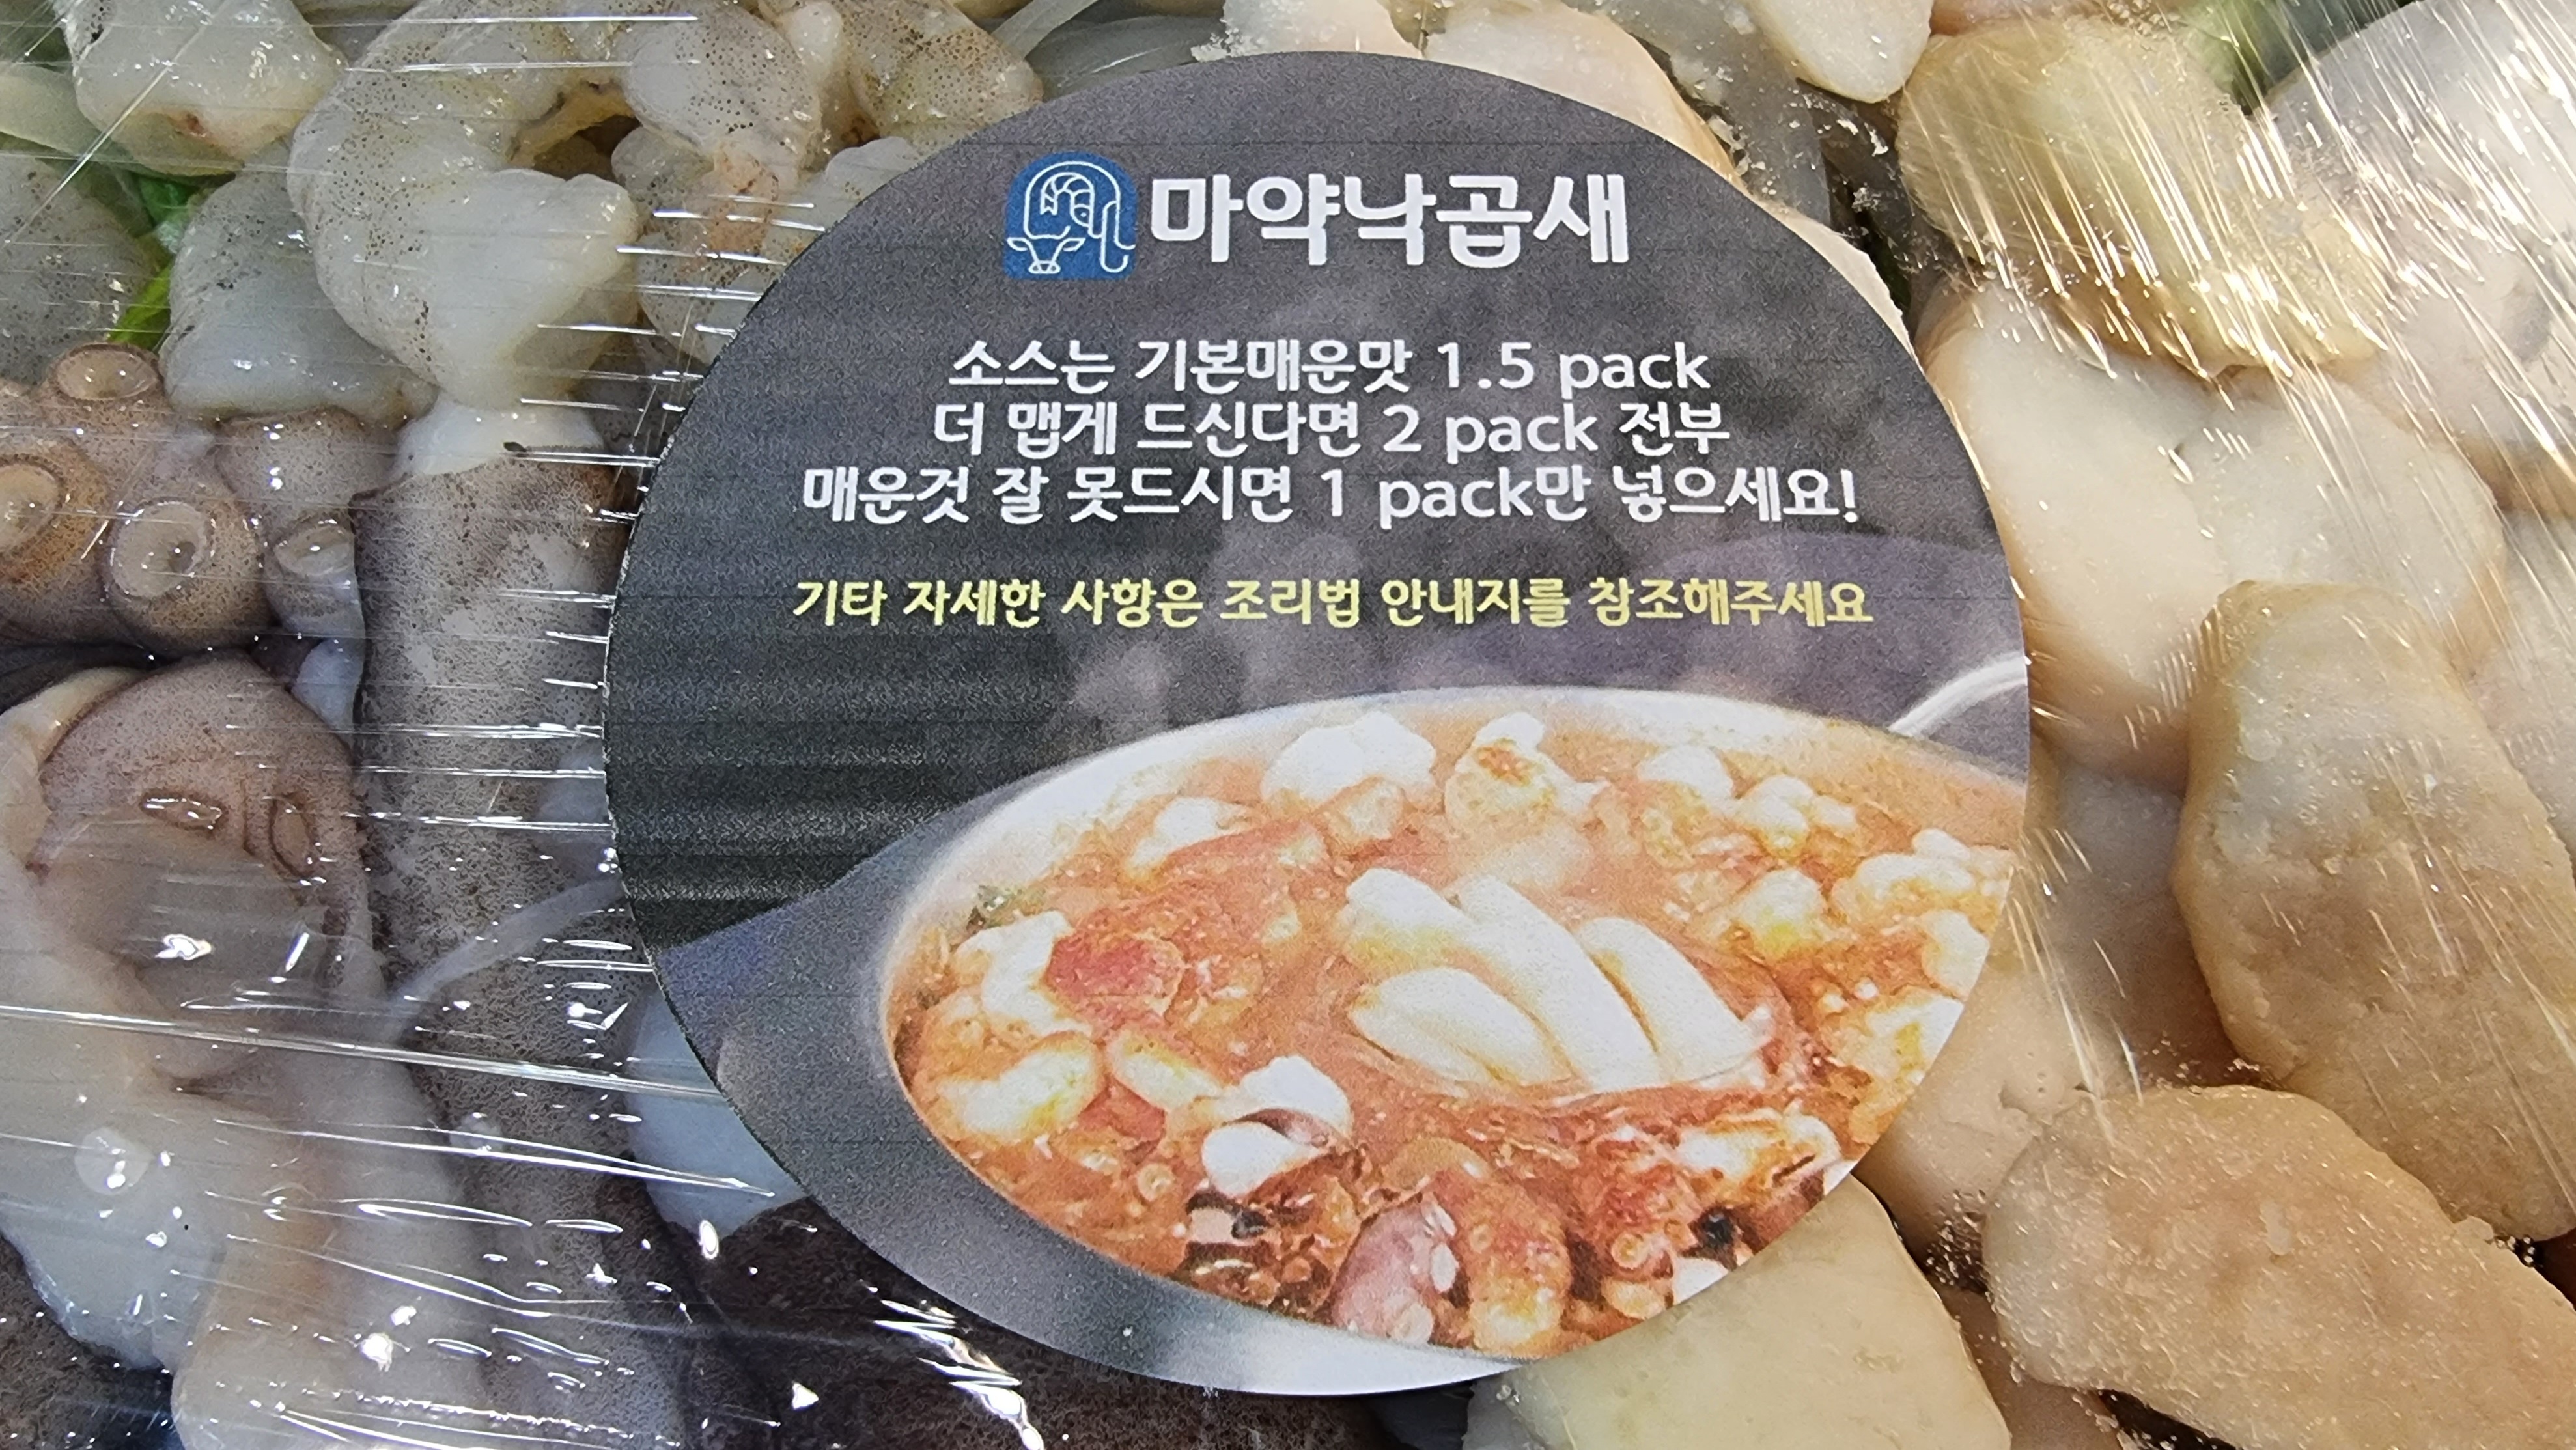 마약낙곱새
소스는 기본매운맛 1.5 pack
더 맵게 드신다면 2 pack 전부
매운것 잘 못드시면 1 pack만 넣으세요!
기타 자세한 사항은 조리법 안내지를 참조해주세요